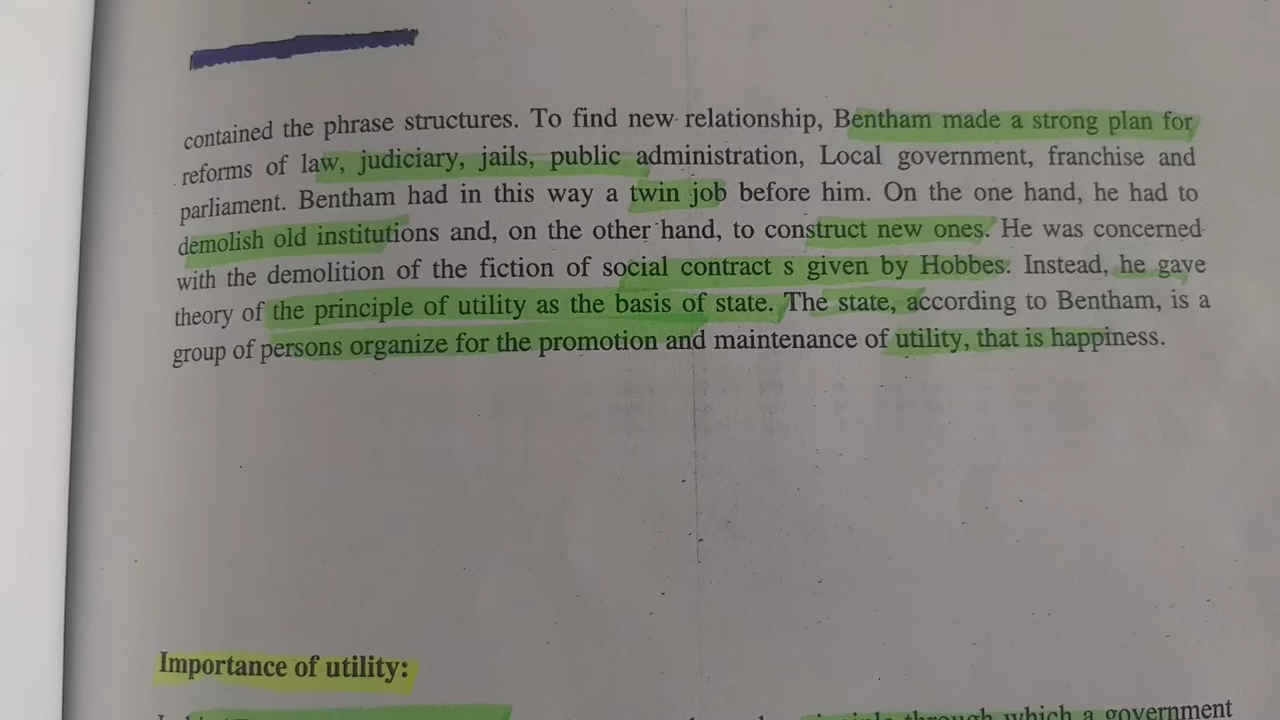 contained the phrase structures. To find new relationship, Bentham made a strong plan for
reforms of law, judiciary, jails, public administration, Local government, franchise and
parliament. Bentham had in this way a twin job before him. On the one hand, he had to
demolish old institutions and, on the other hand, to construct new ones. He was concerned
with the demolition of the fiction of social contract s given by Hobbes. Instead, he gave
theory of the principle of utility as the basis of state. The state, according to Bentham, is a
group of persons organize for the promotion and maintenance of utility, that is happiness.
Importance of utility:
through which a government